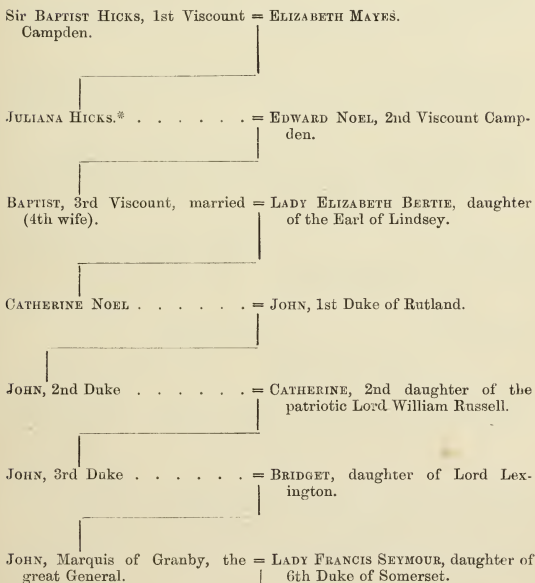 Sir BAPTIST HICKS, 1st Viscount = ELIZABETH MAYES.
Campden.
JULIANA HICKS.* . . . . . . = EDWARD NOEL, 2nd Viscount Camp-
den.
BAPTIST, 3rd Viscount, married = LADY ELIZABETH BERTIE, daughter
(4th wife). of the Earl of Lindsey.
CATHERINE NOEL . . . . . . = JOHN, 1st Duke of Rutland.
JOHN, 2nd Duke . . . . . . = CATHERINE, 2nd daughter of the
patriotic Lord William Russell.
JOHN, 3rd Duke . . . . . . = BRIDGET, daughter of Lord Lex-
ington.
JOHN, Marquis of Granby, the = LADY FRANCIS SEYMOUR, daughter of
great General. 6th Duke of Somerset.